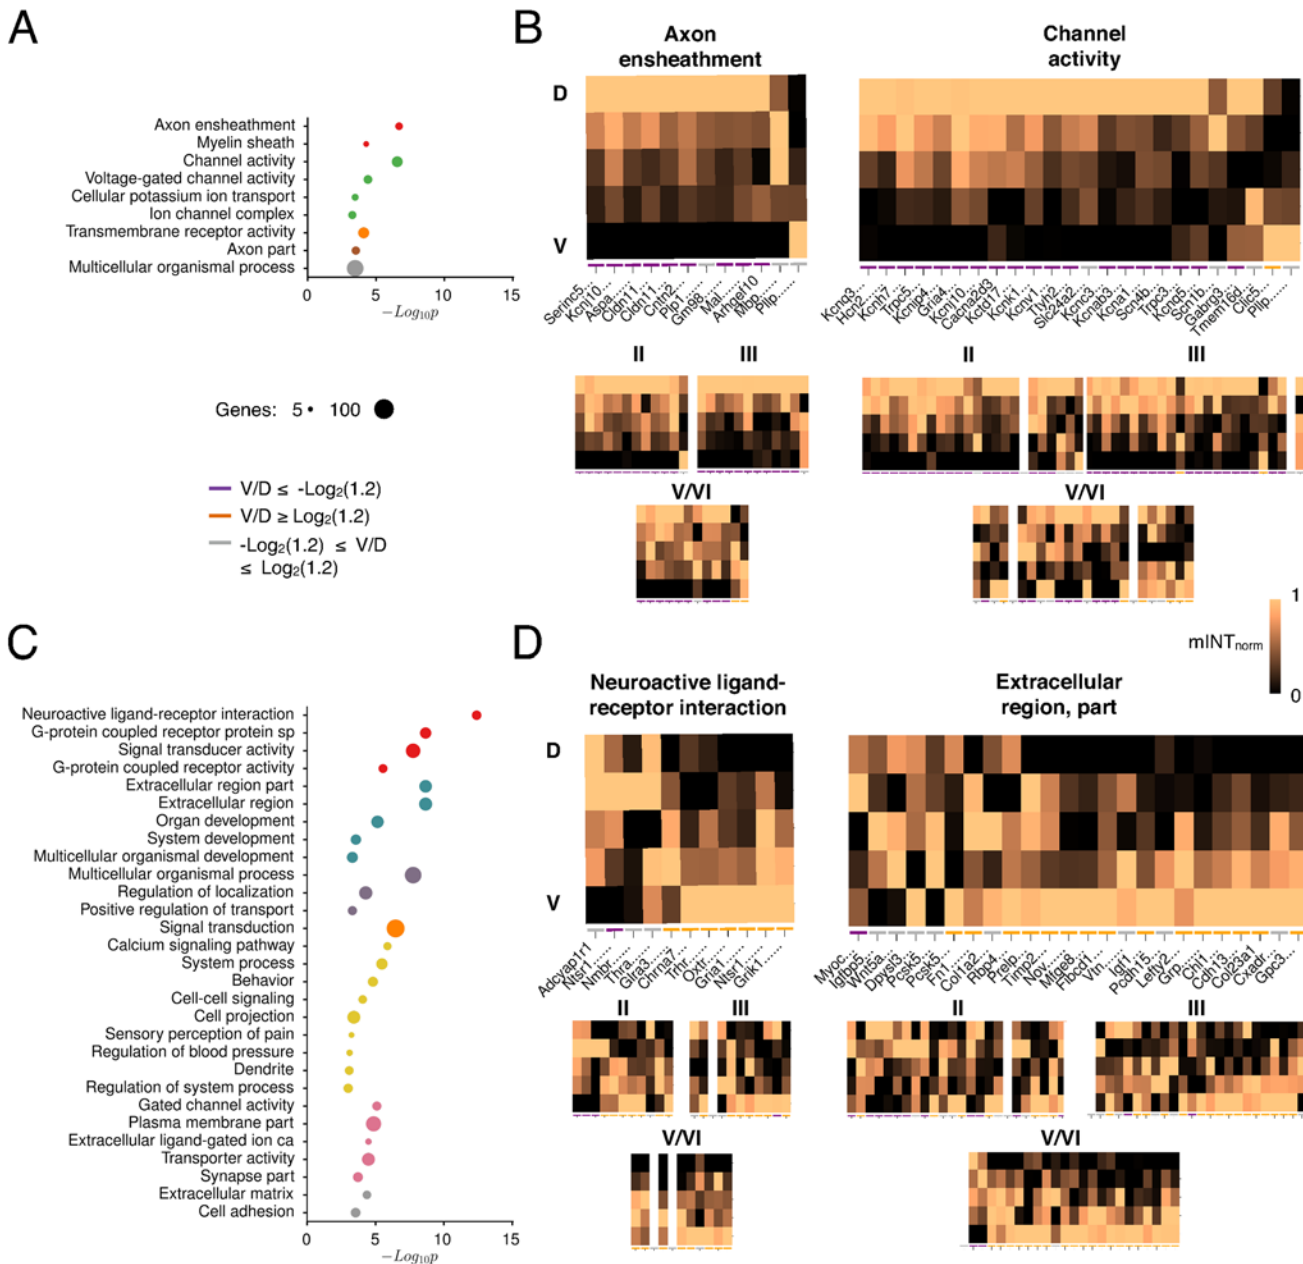 A
Axon ensheathment
Myelin sheath
Channel activity
Voltage-gated channel activity
Cellular potassium ion transport
Ion channel complex
Transmembrane receptor activity
Axon part
Multicellular organismal process
0 5 10 15
−Log₁₀p
Genes: 5 100
V/D ≤ -Log₂(1.2)
V/D ≥ Log₂(1.2)
-Log₂(1.2) ≤ V/D
≤ Log₂(1.2)
B
Axon
ensheathment
Channel
activity
D
V
Serinc5...
Kcnj10...
Aspa......
Cldn11...
Cldn11...
Cntn2...
Plp1......
Gm98......
Mal......
Arhgef10
Mbp......
Pllp......
Kcnq3...
Hcn2......
Kcnh7...
Trpc5...
Kcnip4...
Gria4...
Kcnj10...
Cacna2d3
Kctd17...
Kcnk1...
Kcnv1...
Ttyh2...
Slc24a2...
Kcnc3...
Kcnab3...
Kcna1...
Scn4b...
Trpc3...
Kcnq5...
Scn1b...
Gabrg3...
Tmem16d...
Clic5...
Pllp......
II
III
II
III
V/VI
V/VI
1
mINTnorm
0
C
Neuroactive ligand-receptor interaction
G-protein coupled receptor protein sp
Signal transducer activity
G-protein coupled receptor activity
Extracellular region part
Extracellular region
Organ development
System development
Multicellular organismal development
Multicellular organismal process
Regulation of localization
Positive regulation of transport
Signal transduction
Calcium signaling pathway
System process
Behavior
Cell-cell signaling
Cell projection
Sensory perception of pain
Regulation of blood pressure
Dendrite
Regulation of system process
Gated channel activity
Plasma membrane part
Extracellular ligand-gated ion ca
Transporter activity
Synapse part
Extracellular matrix
Cell adhesion
0 5 10 15
−Log₁₀p
D
Neuroactive ligand-
receptor interaction
Extracellular
region, part
D
V
Adcyap1r1
Ntsr1......
Nmbr......
Thra......
Glra3...
Chrna7...
Trhr......
Oxtr......
Gria1...
Ntsr1......
Grik1......
Myoc...
Igfbp5...
Wnt5a...
Dpysl3...
Pcsk5...
Pcsk5...
Fn1......
Col1a2...
Rbp4...
Prelp...
Timp2...
Nov......
Mfge8...
Flbcd1...
Vtn......
Igf1...
Pcdh15...
Lefty2...
Grp......
Chi1...
Cdh13...
Col23a1
Cxadr...
Gpc3...
II
III
II
III
V/VI
V/VI